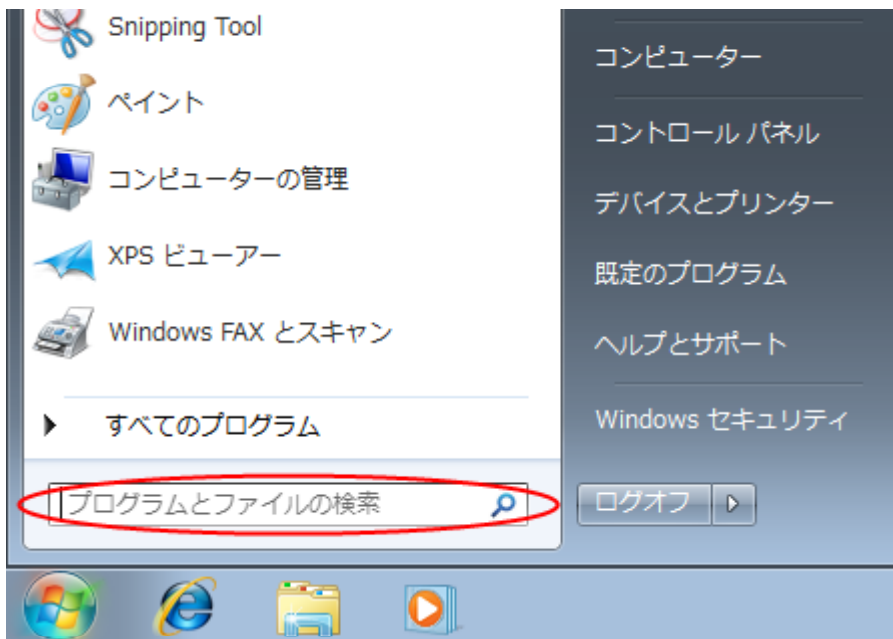 Snipping Tool
ペイント
コンピューターの管理
XPS ビューアー
Windows FAX とスキャン
すべてのプログラム
プログラムとファイルの検索
コンピューター
コントロール パネル
デバイスとプリンター
既定のプログラム
ヘルプとサポート
Windows セキュリティ
ログオフ